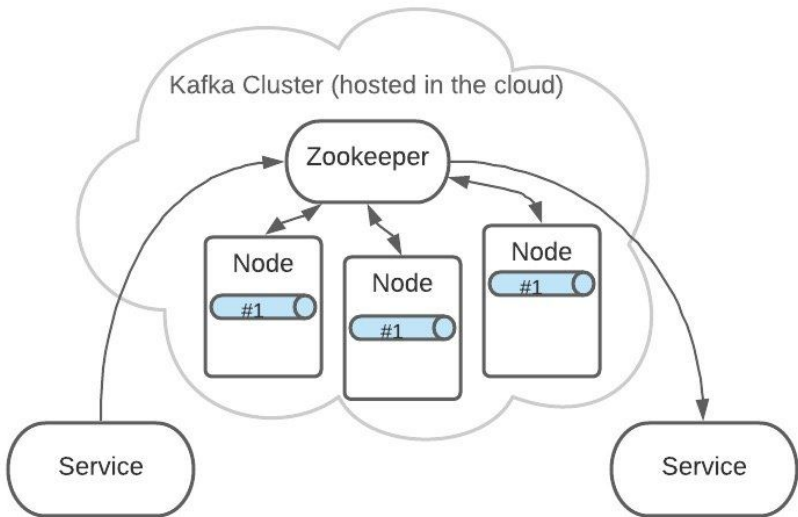 Kafka Cluster (hosted in the cloud)
Zookeeper
Node
#1
Node
#1
Node
#1
Service
Service